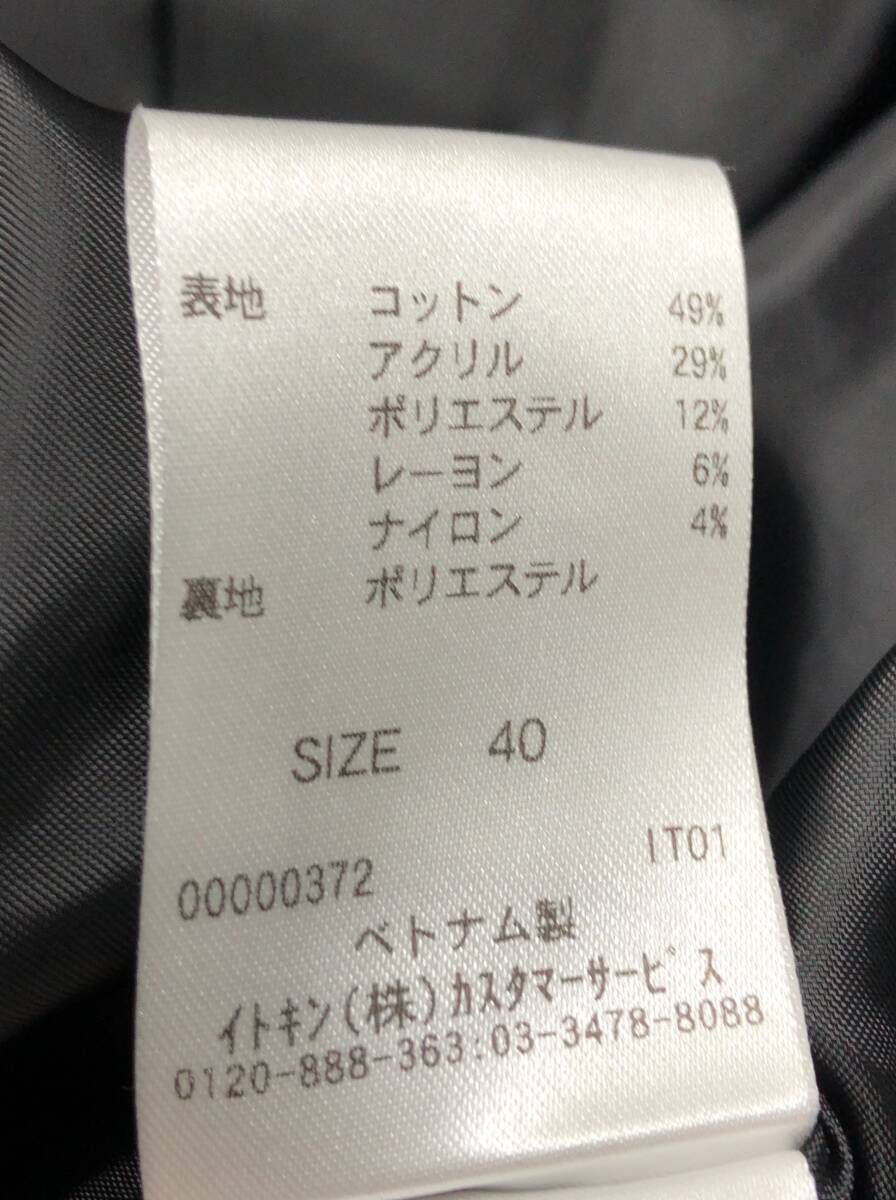 表地 コットン 49%
アクリル 29%
ポリエステル 12%
レーヨン 6%
ナイロン 4%
裏地 ポリエステル
SIZE 40
00000372 IT01
ベトナム製
イトキン(株)カスタマーサービス
0120-888-363:03-3478-8088